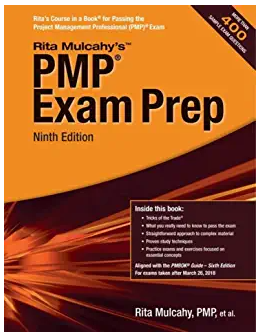 Rita's Course in a Book® for Passing the
Project Management Professional (PMP)® Exam
MORE THAN
400
SAMPLE EXAM QUESTIONS!
Rita Mulcahy's™
PMP®
Exam Prep
Ninth Edition
Inside this book:
• Tricks of the Trade®
• What you really need to know to pass the exam
• Straightforward approach to complex material
• Proven study techniques
• Practice exams and exercises focused on
essential concepts
Aligned with the PMBOK® Guide – Sixth Edition
For exams taken after March 26, 2018
Rita Mulcahy, PMP, et al.